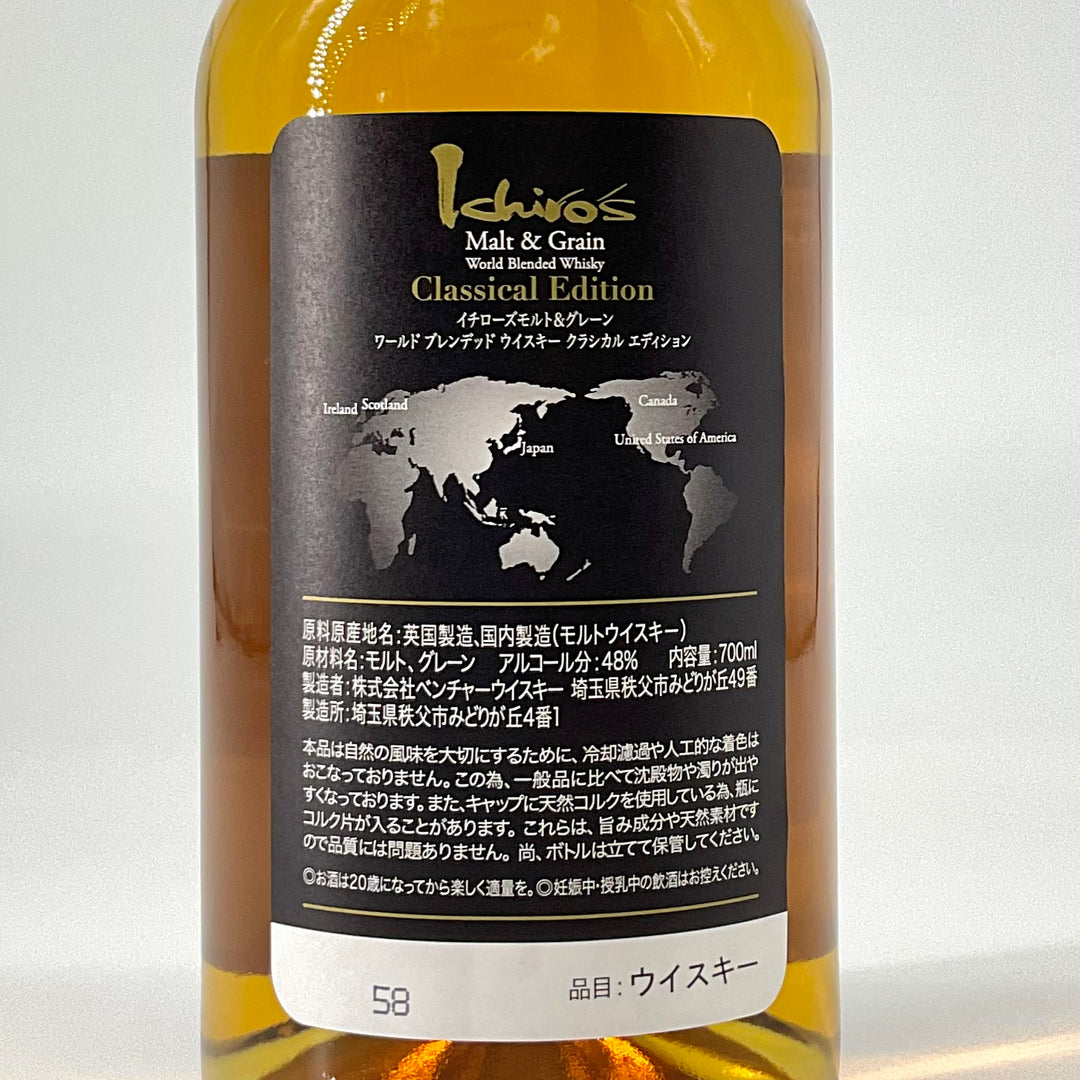 Ichiro's
Malt & Grain
World Blended Whisky
Classical Edition
イチローズモルト&グレーン
ワールド ブレンデッド ウイスキー クラシカル エディション
Ireland Scotland
Canada
Japan
United States of America
原料原産地名:英国製造、国内製造(モルトウイスキー)
原材料名:モルト、グレーン アルコール分:48% 内容量:700ml
製造者:株式会社ベンチャーウイスキー 埼玉県秩父市みどりが丘49番
製造所:埼玉県秩父市みどりが丘4番1
本品は自然の風味を大切にするために、冷却濾過や人工的な着色は
おこなっておりません。この為、一般品に比べて沈殿物や濁りが出や
すくなっております。また、キャップに天然コルクを使用している為、瓶に
コルク片が入ることがあります。これらは、旨み成分や天然素材です
ので品質には問題ありません。尚、ボトルは立てて保管してください。
◎お酒は20歳になってから楽しく適量を。◎妊娠中・授乳中の飲酒はお控えください。
58
品目:ウイスキー